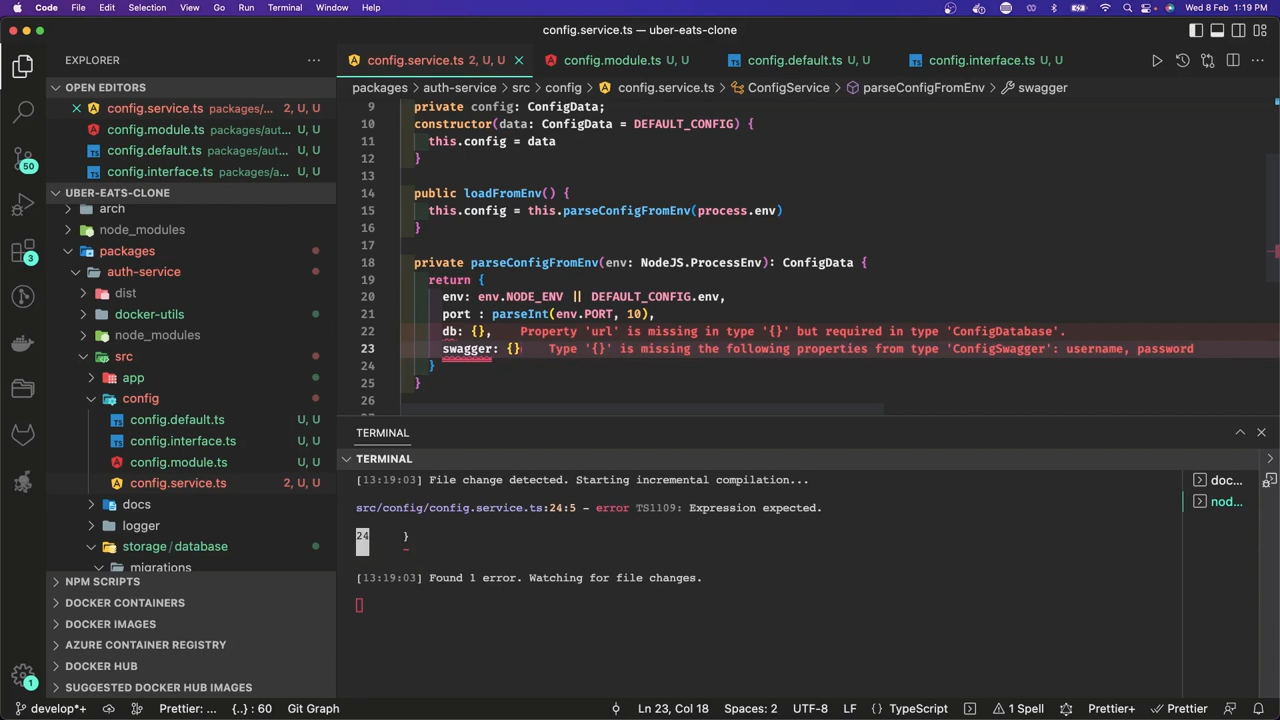 Code File Edit Selection View Go Run Terminal Window Help Wed 8 Feb 1:19 PM
config.service.ts — uber-eats-clone
EXPLORER
config.service.ts 2, U, U
config.module.ts U, U
config.default.ts U, U
config.interface.ts U, U
OPEN EDITORS
packages auth-service src config config.service.ts ConfigService parseConfigFromEnv swagger
config.service.ts packages/... 2, U, U
config.module.ts packages/aut... U, U
config.default.ts packages/aut... U, U
config.interface.ts packages/a... U, U
UBER-EATS-CLONE
arch
node_modules
packages
auth-service
dist
docker-utils
node_modules
src
app
config
config.default.ts U, U
config.interface.ts U, U
config.module.ts U, U
config.service.ts 2, U, U
docs
logger
storage/database
migrations
NPM SCRIPTS
DOCKER CONTAINERS
DOCKER IMAGES
AZURE CONTAINER REGISTRY
DOCKER HUB
SUGGESTED DOCKER HUB IMAGES
50
3
1
9 private config: ConfigData;
10 constructor(data: ConfigData = DEFAULT_CONFIG) {
11 this.config = data
12 }
13
14 public loadFromEnv() {
15 this.config = this.parseConfigFromEnv(process.env)
16 }
17
18 private parseConfigFromEnv(env: NodeJS.ProcessEnv): ConfigData {
19 return {
20 env: env.NODE_ENV || DEFAULT_CONFIG.env,
21 port : parseInt(env.PORT, 10),
22 db: {}, Property 'url' is missing in type '{}' but required in type 'ConfigDatabase'.
23 swagger: {} Type '{}' is missing the following properties from type 'ConfigSwagger': username, password
24 }
25 }
26
TERMINAL
TERMINAL
[13:19:03] File change detected. Starting incremental compilation...
src/config/config.service.ts:24:5 - error TS1109: Expression expected.
24 }
~
[13:19:03] Found 1 error. Watching for file changes.
doc...
nod...
develop*+ Prettier: ... {..} : 60 Git Graph Ln 23, Col 18 Spaces: 2 UTF-8 LF {} TypeScript 1 Spell Prettier+ Prettier